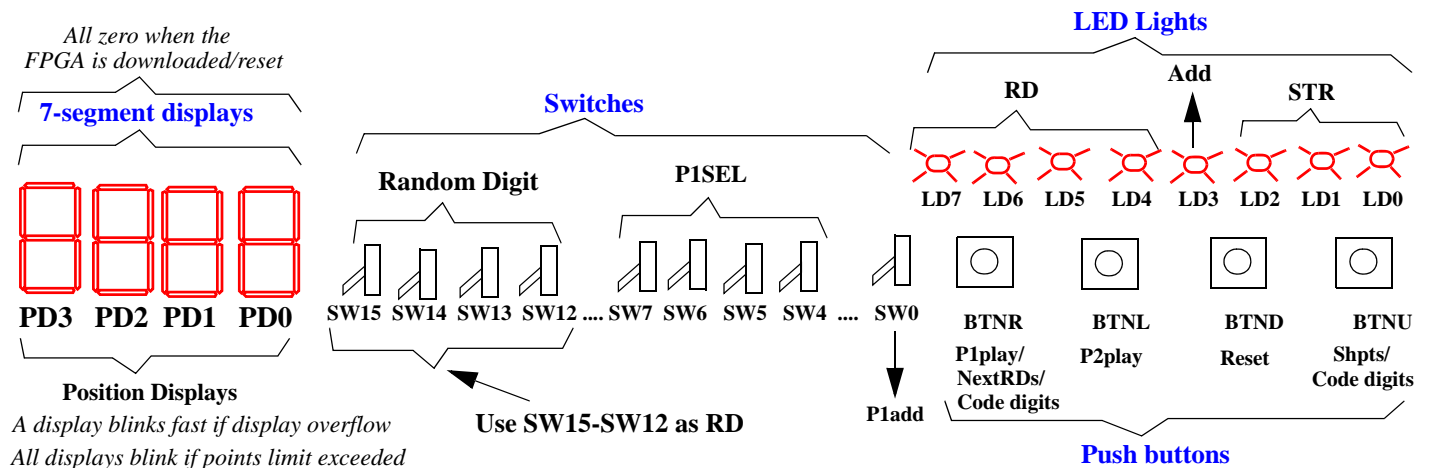 All zero when the
FPGA is downloaded/reset
7-segment displays
PD3 PD2 PD1 PD0
Position Displays
A display blinks fast if display overflow
All displays blink if points limit exceeded
Switches
Random Digit
P1SEL
SW15 SW14 SW13 SW12 .... SW7 SW6 SW5 SW4 .... SW0
Use SW15-SW12 as RD
P1add
LED Lights
RD
Add
STR
LD7 LD6 LD5 LD4 LD3 LD2 LD1 LD0
BTNR BTNL BTND BTNU
P1play/
NextRDs/
Code digits
P2play
Reset
Shpts/
Code digits
Push buttons